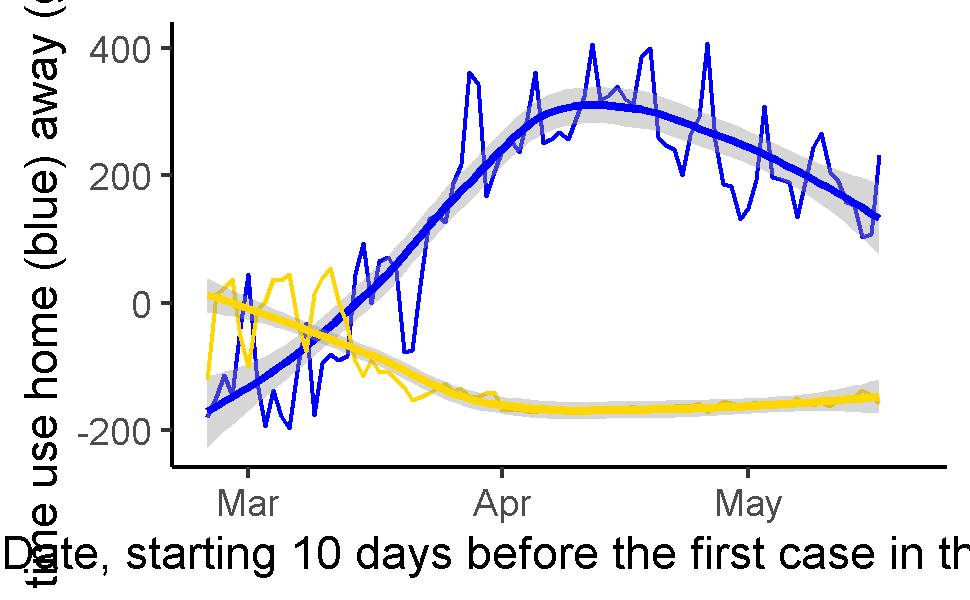 time use home (blue) away (
400
200
0
-200
Mar Apr May
Date, starting 10 days before the first case in th